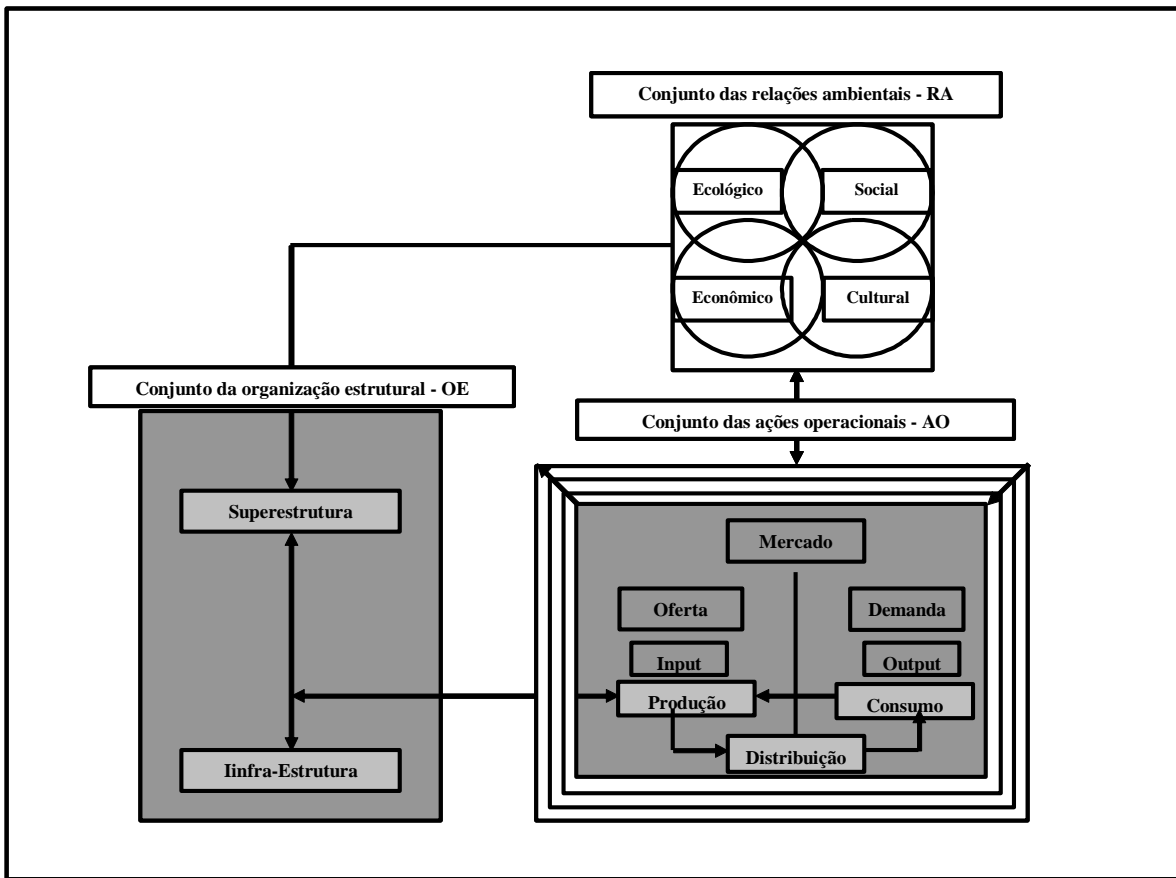 Conjunto das relações ambientais - RA
Ecológico
Social
Econômico
Cultural
Conjunto da organização estrutural - OE
Conjunto das ações operacionais - AO
Superestrutura
Mercado
Oferta
Demanda
Input
Output
Produção
Consumo
Distribuição
Iinfra-Estrutura